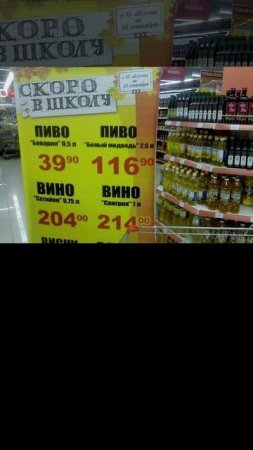 СКОРО
В ШКОЛУ
СКОРО
В ШКОЛУ
ПИВО
"Бавария" 0,5 л
39 90
ПИВО
"Белый медведь" 2,5 л
116 90
ВИНО
0,75 л
204 00
ВИНО
"Сангрия" 1 л
214 00
ВИСКИ